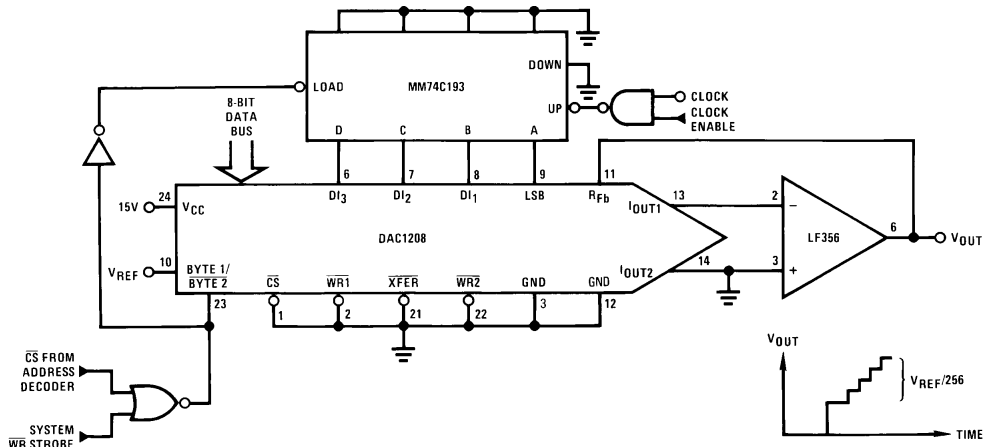 MM74C193
LOAD
DOWN
UP
CLOCK
CLOCK
ENABLE
D C B A
8-BIT
DATA
BUS
6 7 8 9 11
DI3 DI2 DI1 LSB RFb
24
15V
VCC
DAC1208
IOUT1
13
IOUT2
14
10
VREF
BYTE 1/
BYTE 2
23
CS WR1 XFER WR2 GND GND
1 2 21 22 3 12
2
3
LF356
6
VOUT
CS FROM
ADDRESS
DECODER
SYSTEM
WR STROBE
VOUT
VREF/256
TIME